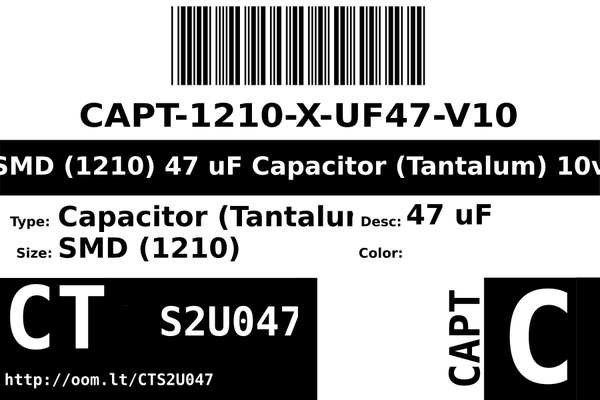 CAPT-1210-X-UF47-V10
SMD (1210) 47 uF Capacitor (Tantalum) 10v
Type: Capacitor (Tantalur Desc: 47 uF
Size: SMD (1210) Color:
CT S2U047
http://oom.lt/CTS2U047
CAPT
C